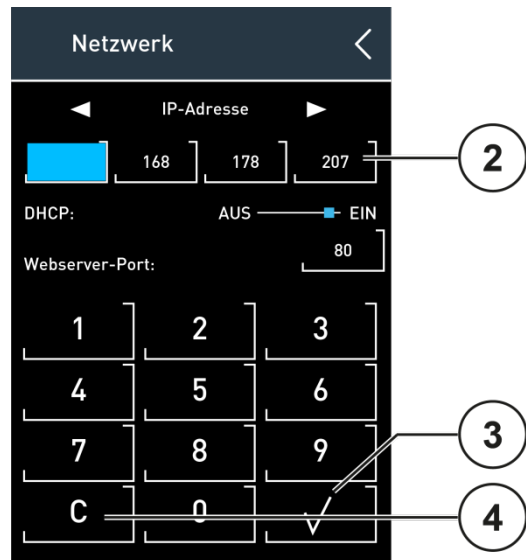 Netzwerk
IP-Adresse
168 178 207
2
DHCP: AUS EIN
Webserver-Port: 80
1 2 3
4 5 6
3
7 8 9
C 0
4